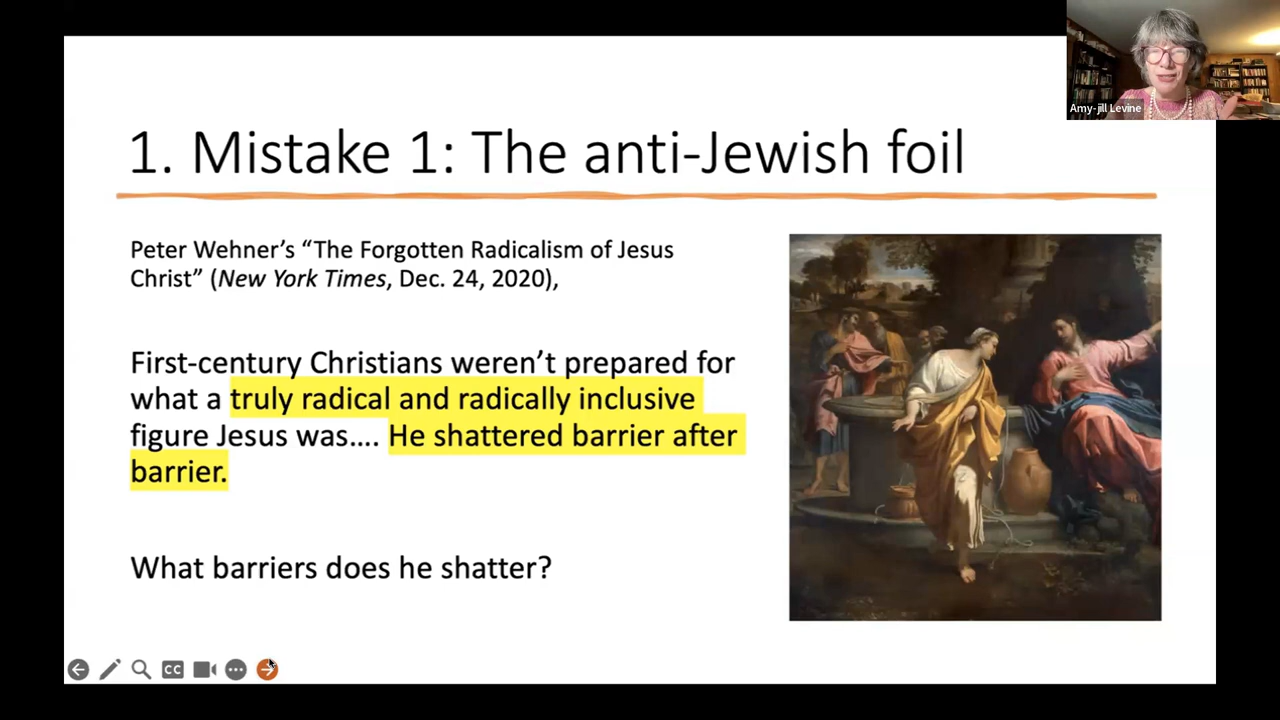 Amy-jill Levine
1. Mistake 1: The anti-Jewish foil
Peter Wehner’s “The Forgotten Radicalism of Jesus
Christ” (New York Times, Dec. 24, 2020),
First-century Christians weren’t prepared for
what a truly radical and radically inclusive
figure Jesus was…. He shattered barrier after
barrier.
What barriers does he shatter?
CC